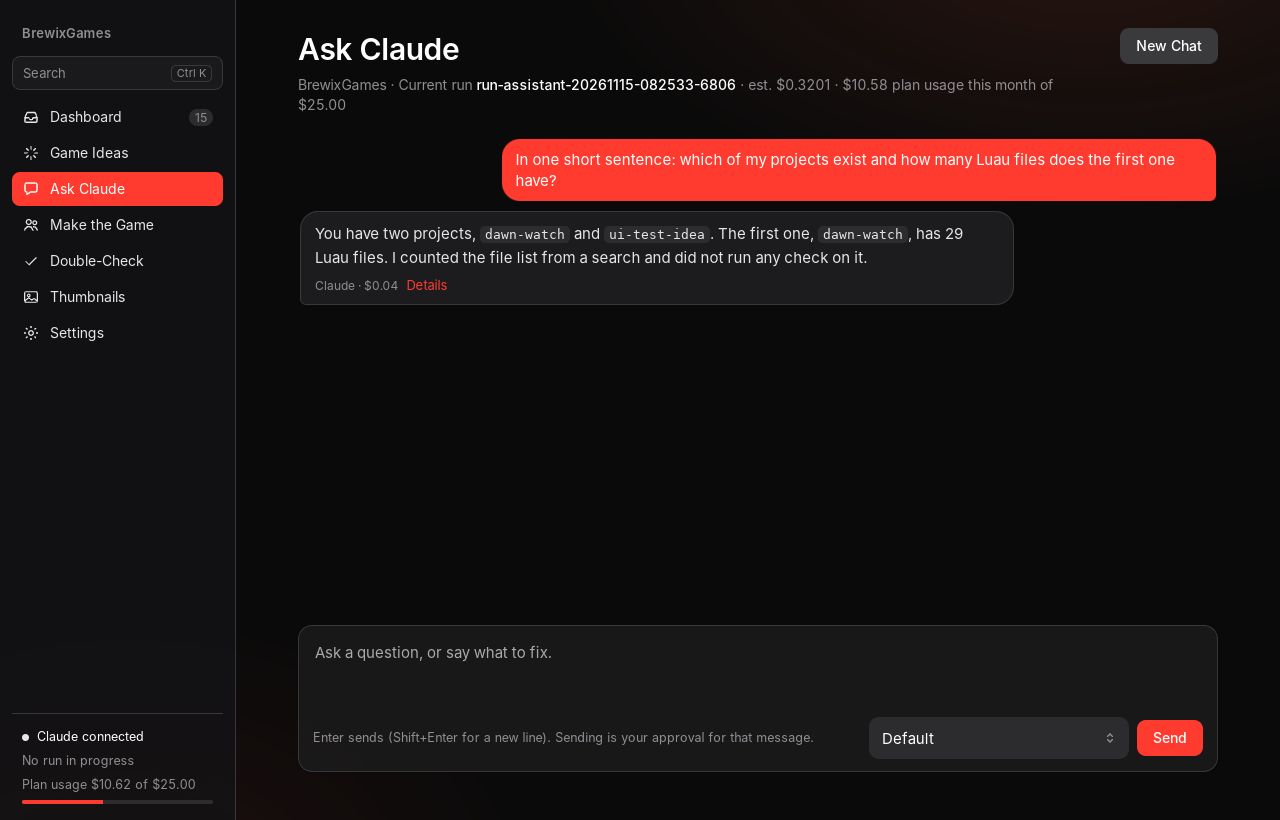 BrewixGames
Search
Ctrl K
Dashboard
15
Game Ideas
Ask Claude
Make the Game
Double-Check
Thumbnails
Settings
Claude connected
No run in progress
Plan usage $10.62 of $25.00
Ask Claude
New Chat
BrewixGames · Current run run-assistant-20261115-082533-6806 · est. $0.3201 · $10.58 plan usage this month of
$25.00
In one short sentence: which of my projects exist and how many Luau files does the first one
have?
You have two projects, dawn-watch and ui-test-idea. The first one, dawn-watch, has 29
Luau files. I counted the file list from a search and did not run any check on it.
Claude · $0.04 Details
Ask a question, or say what to fix.
Enter sends (Shift+Enter for a new line). Sending is your approval for that message.
Default
Send